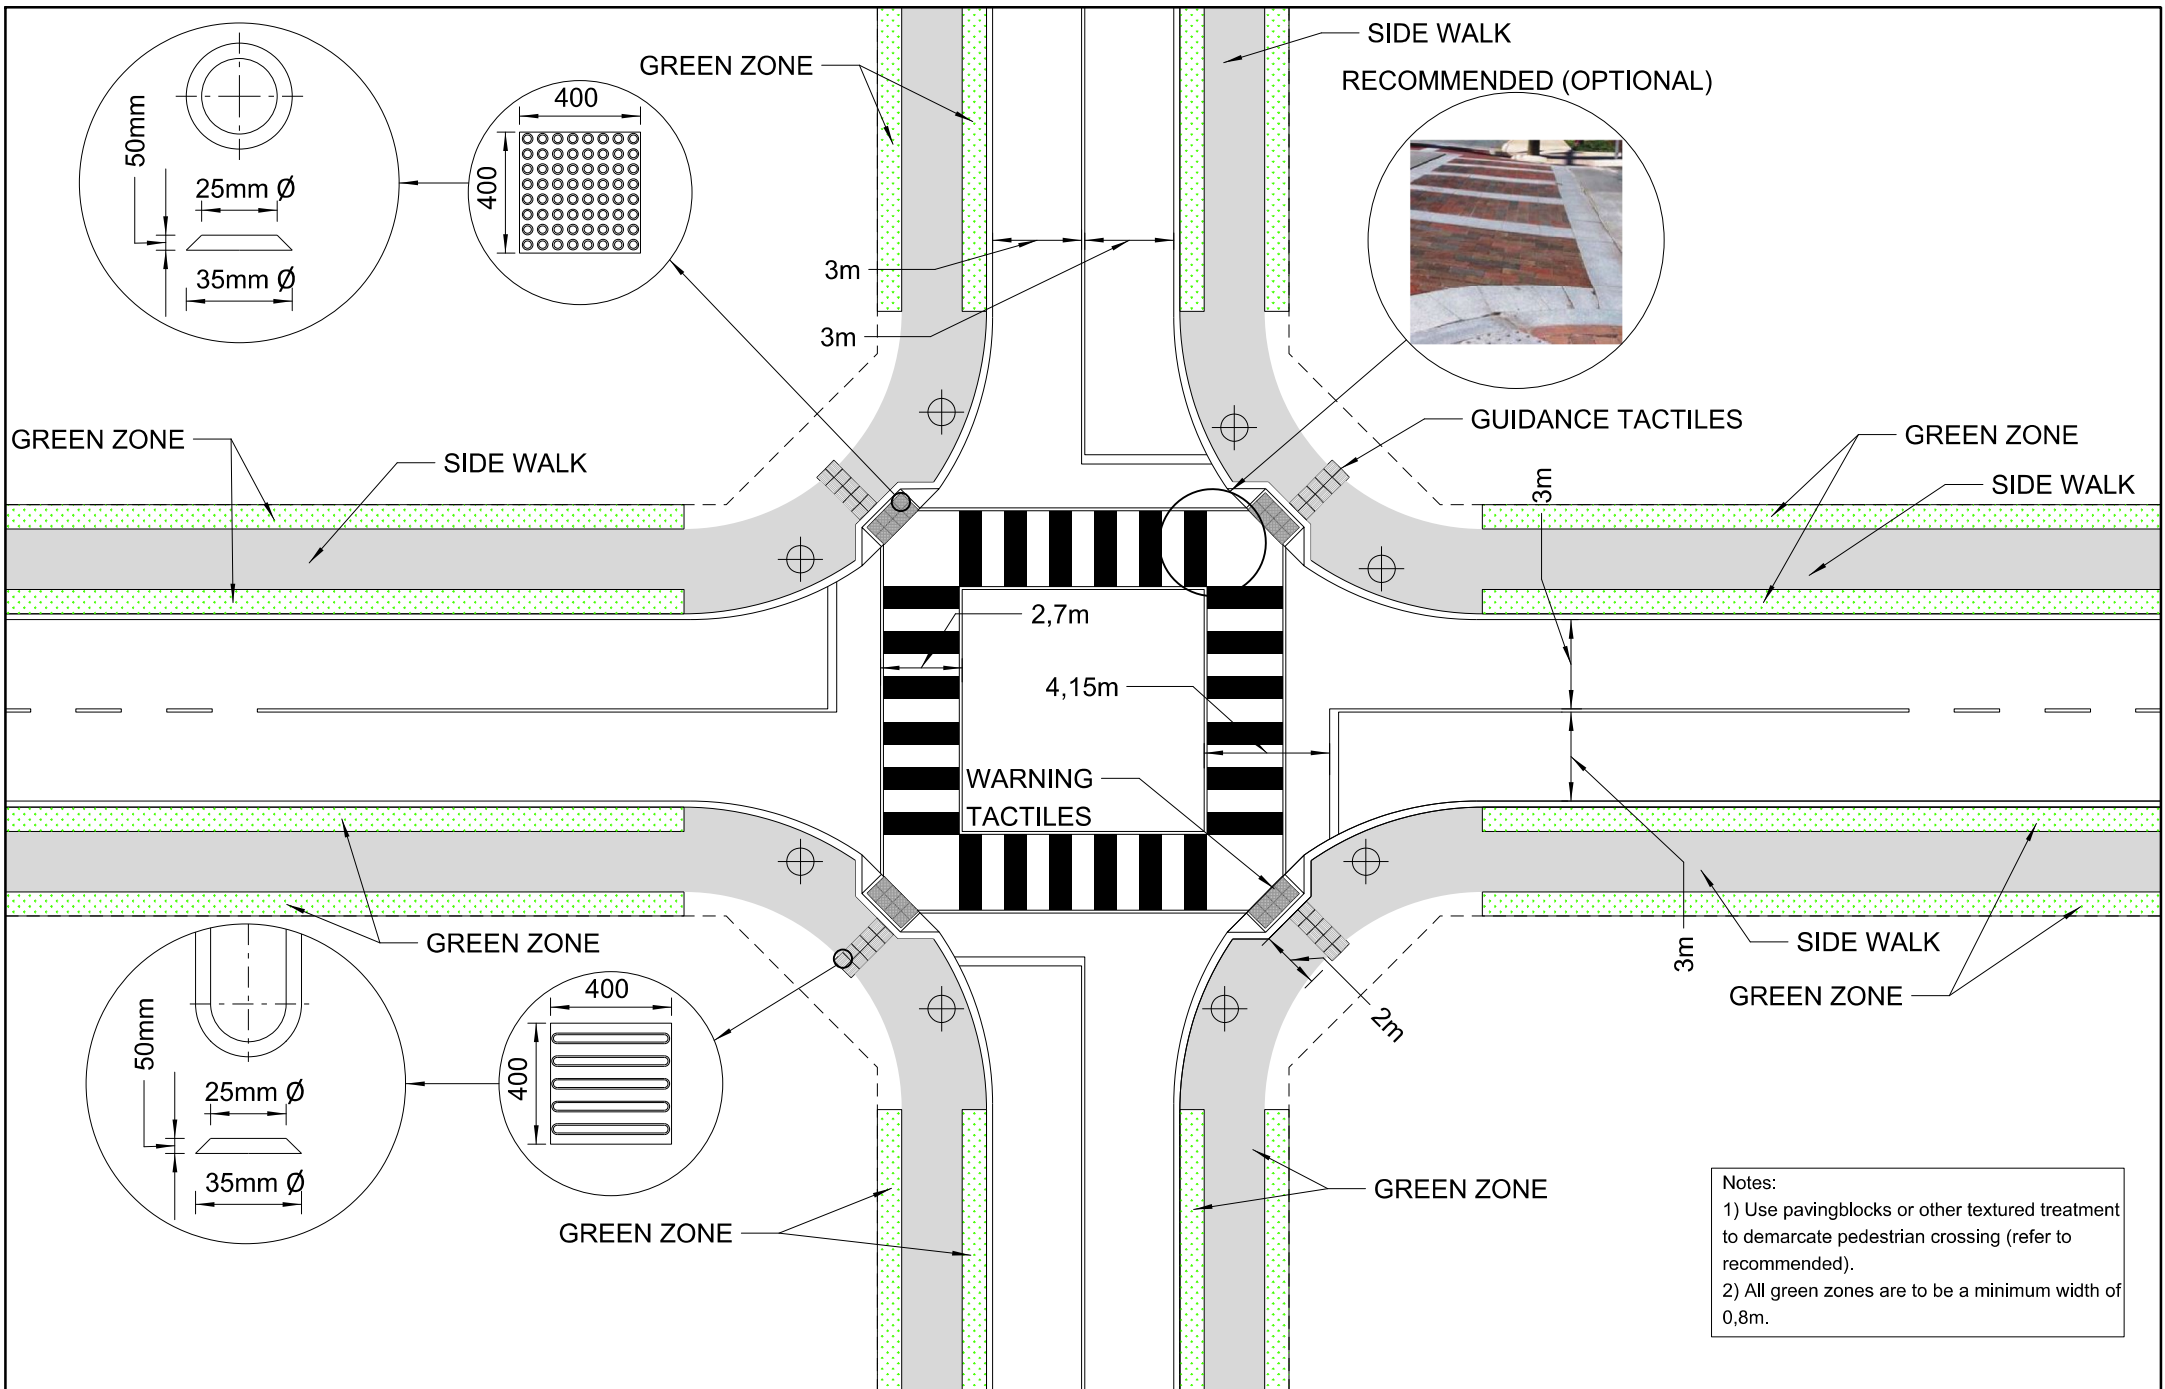 SIDE WALK
GREEN ZONE
RECOMMENDED (OPTIONAL)
400
50mm
400
25mm Ø
35mm Ø
3m
3m
GUIDANCE TACTILES
GREEN ZONE
GREEN ZONE
SIDE WALK
3m
SIDE WALK
2,7m
4,15m
WARNING
TACTILES
GREEN ZONE
SIDE WALK
3m
GREEN ZONE
400
2m
50mm
400
25mm Ø
35mm Ø
GREEN ZONE
GREEN ZONE
Notes:
1) Use pavingblocks or other textured treatment
to demarcate pedestrian crossing (refer to
recommended).
2) All green zones are to be a minimum width of
0,8m.